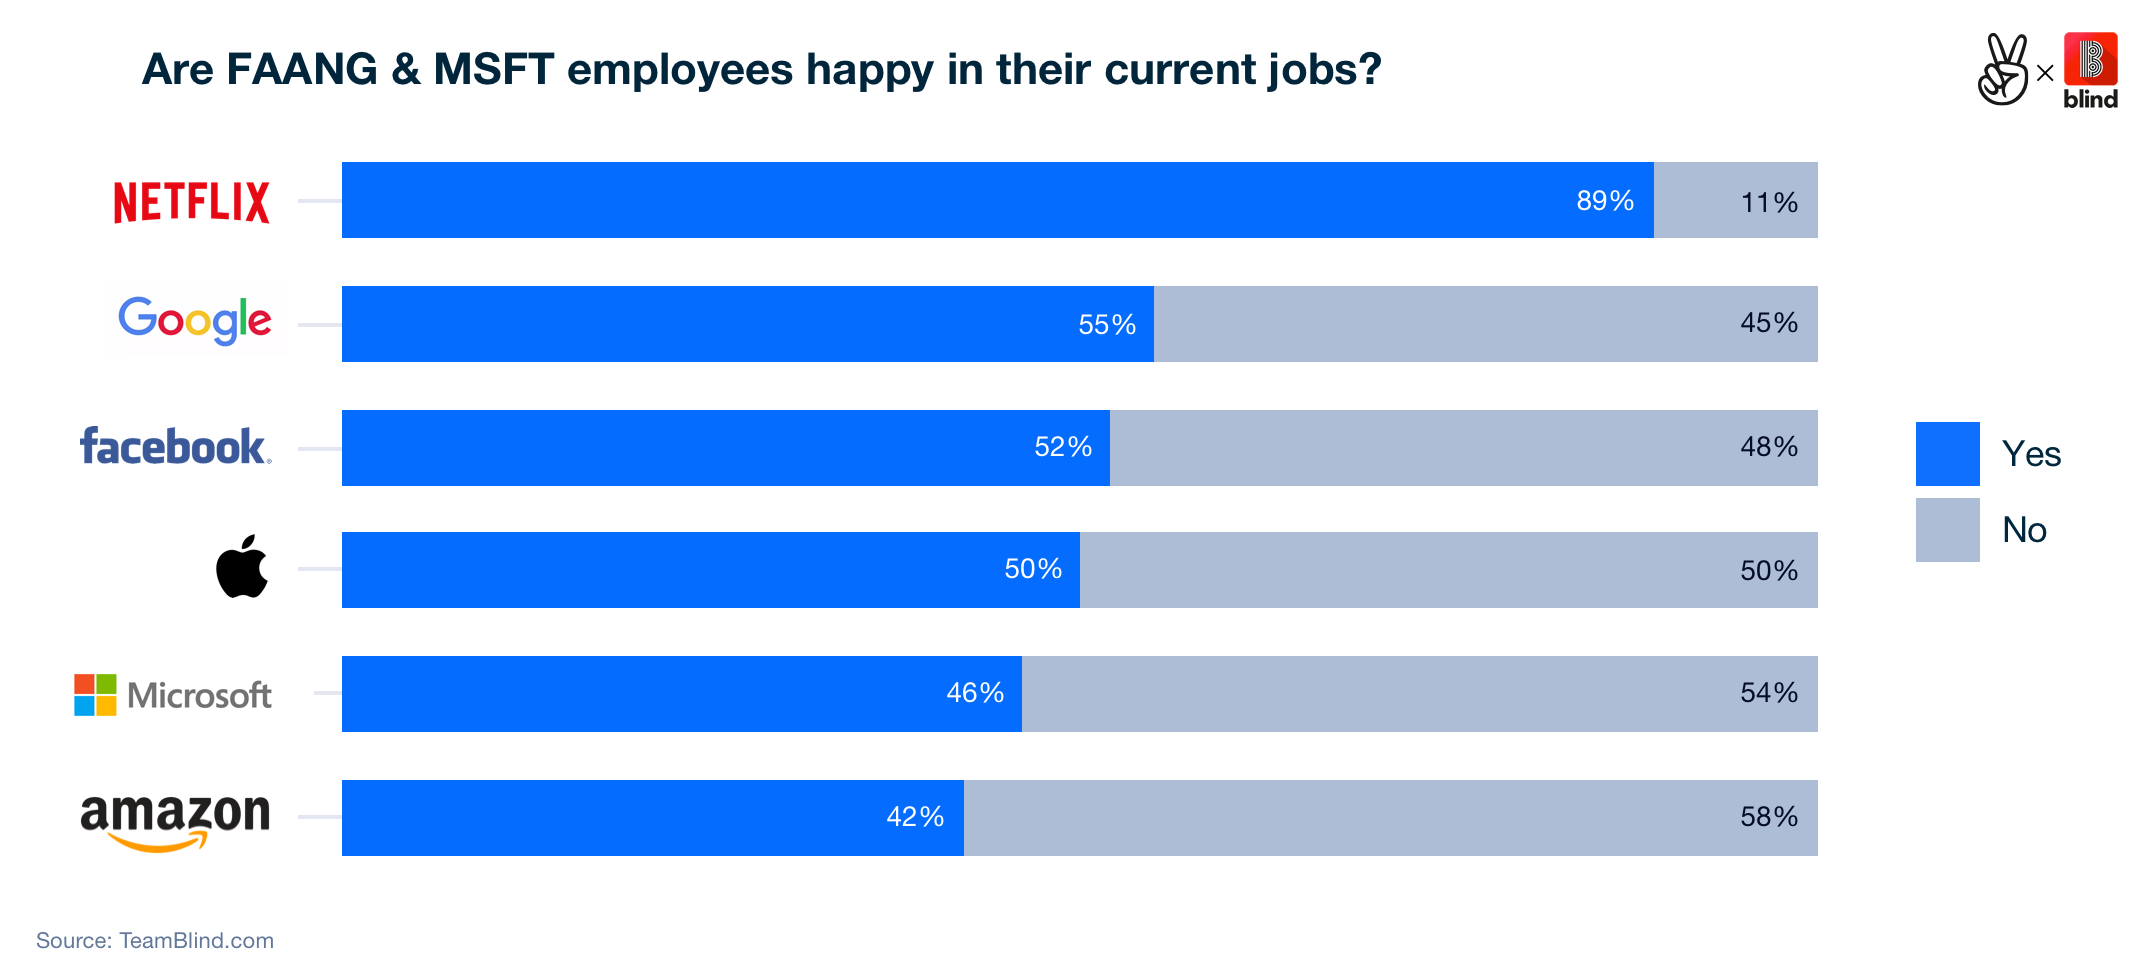 Are FAANG & MSFT employees happy in their current jobs?
B
blind
NETFLIX
89%
11%
Google
55%
45%
facebook®
52%
48%
50%
50%
Microsoft
46%
54%
amazon
42%
58%
Yes
No
Source: TeamBlind.com